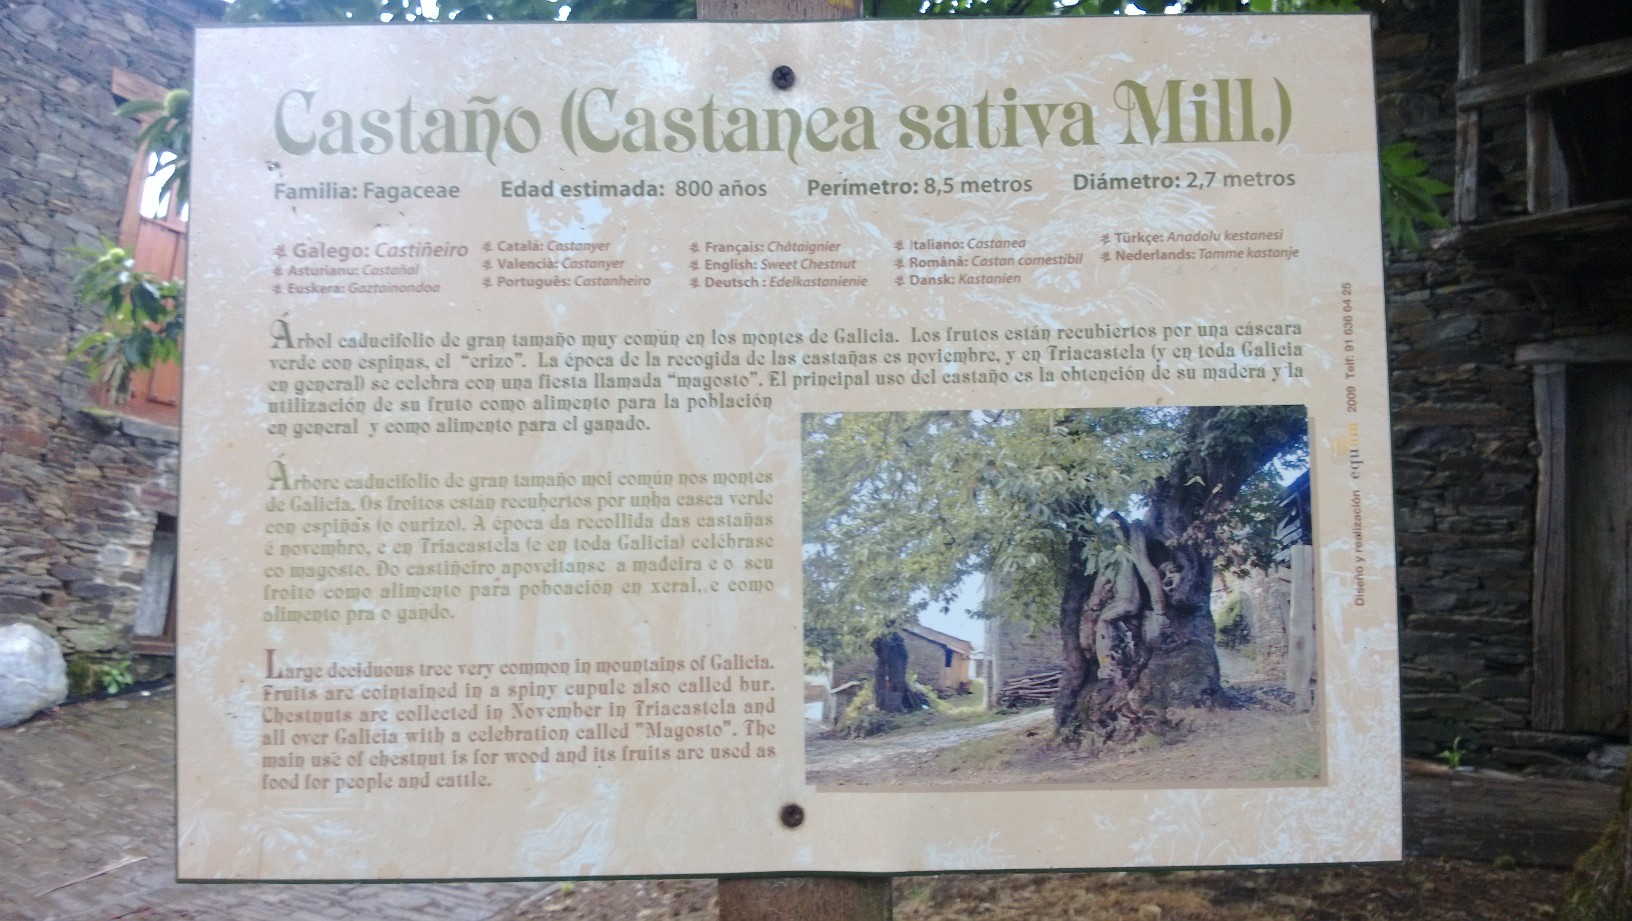 Castaño (Castanea sativa Mill.)
Familia: Fagaceae Edad estimada: 800 años Perímetro: 8,5 metros Diámetro: 2,7 metros
Galego: Castiñeiro
Asturianu: Castañal
Euskera: Gaztainondoa
Català: Castanyer
Valencià: Castanyer
Português: Castanheiro
Français: Châtaignier
English: Sweet Chestnut
Deutsch : Edelkastanienie
Italiano: Castanea
Română: Castan comestibil
Dansk: Kastanien
Türkçe: Anadolu kestanesi
Nederlands: Tamme kastanje
Árbol caducifolio de gran tamaño muy común en los montes de Galicia. Los frutos están recubiertos por una cáscara
verde con espinas, el "erizo". La época de la recogida de las castañas es noviembre, y en Triacastela (y en toda Galicia
en general) se celebra con una fiesta llamada "magosto". El principal uso del castaño es la obtención de su madera y la
utilización de su fruto como alimento para la población
en general y como alimento para el ganado.
Árbore caducifolio de gran tamaño moi común nos montes
de Galicia. Os froitos están recubertos por unha casca verde
con espiñas (o ourizo). A época da recollida das castañas
é novembro, e en Triacastela (e en toda Galicia) celébrase
co magosto. Do castiñeiro apoveitanse a madeira e o seu
froito como alimento para poboación en xeral, e como
alimento pra o gando.
Large deciduous tree very common in mountains of Galicia.
Fruits are cointained in a spiny cupule also called bur.
Chestnuts are collected in November in Triacastela and
all over Galicia with a celebration called "Magosto". The
main use of chestnut is for wood and its fruits are used as
food for people and cattle.
Diseño y realización equam 2009 Telf: 91 636 64 25